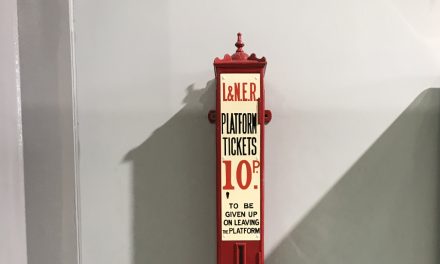 L&N.E.R.
PLATFORM
TICKETS
10P.
TO BE
GIVEN UP
ON LEAVING
THE PLATFORM